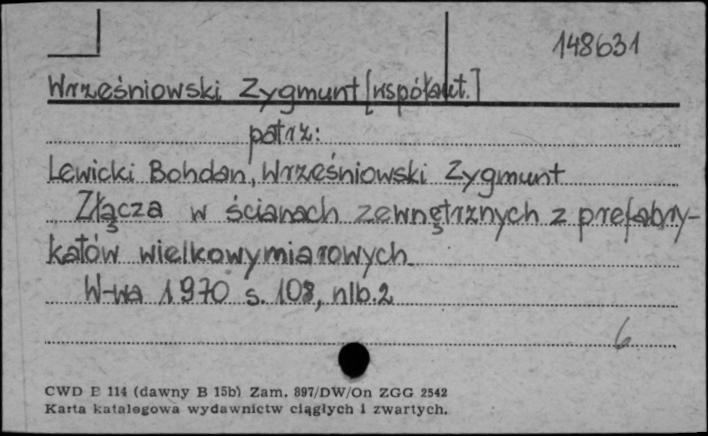 148631
Wrześniowski Zygmunt [współaut.]
patrz:
Lewicki Bohdan, Wrześniowski Zygmunt
Złącza w ścianach zewnętrznych z prefabry-
katów wielkowymiarowych.
W-wa 1970 s. 108, nlb. 2
6
CWD E 114 (dawny B 15b) Zam. 897/DW/On ZGG 2542
Karta katalogowa wydawnictw ciągłych i zwartych.